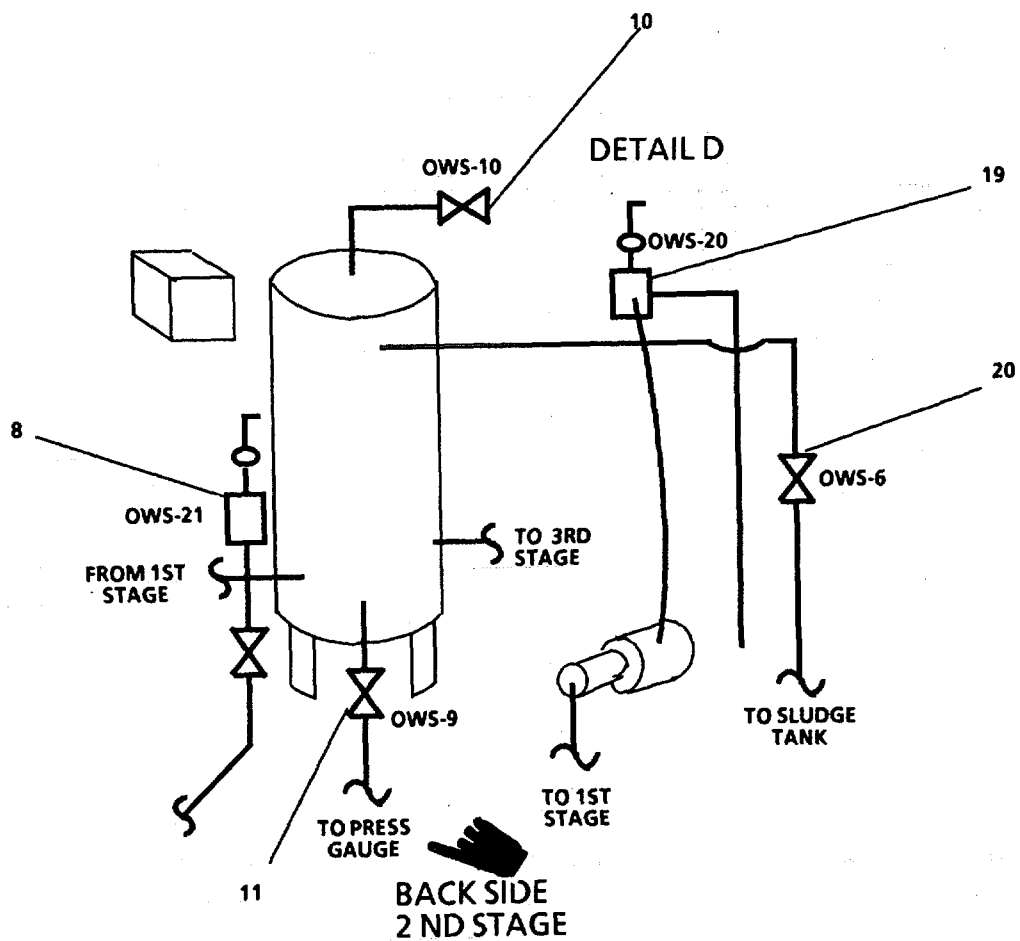 10
DETAIL D
OWS-10
19
OWS-20
20
8
OWS-6
OWS-21
TO 3RD
STAGE
FROM 1ST
STAGE
OWS-9
TO SLUDGE
TANK
TO 1ST
STAGE
TO PRESS
GAUGE
11
BACK SIDE
2 ND STAGE